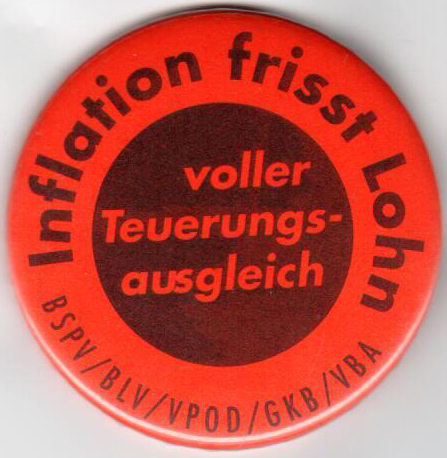 Inflation frisst Lohn
voller
Teuerungs-
ausgleich
BSPV/BLV/VPOD/GKB/VBA